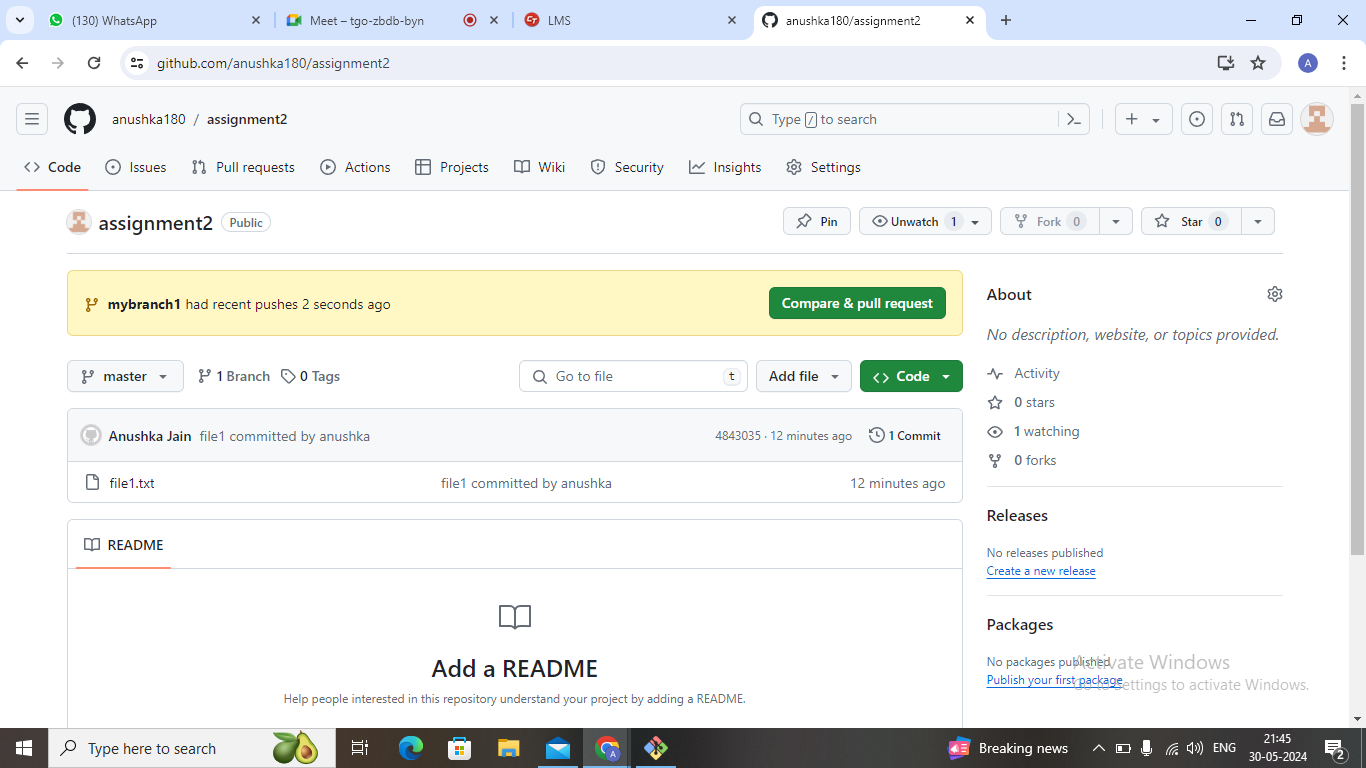 (130) WhatsApp
Meet – tgo-zbdb-byn
LMS
anushka180/assignment2
github.com/anushka180/assignment2
A
anushka180 / assignment2
Type / to search
Code
Issues
Pull requests
Actions
Projects
Wiki
Security
Insights
Settings
assignment2 Public
Pin
Unwatch 1
Fork 0
Star 0
mybranch1 had recent pushes 2 seconds ago
Compare & pull request
master
1 Branch
0 Tags
Go to file t
Add file
Code
Anushka Jain file1 committed by anushka
4843035 · 12 minutes ago
1 Commit
file1.txt
file1 committed by anushka
12 minutes ago
README
Add a README
Help people interested in this repository understand your project by adding a README.
About
No description, website, or topics provided.
Activity
0 stars
1 watching
0 forks
Releases
No releases published
Create a new release
Packages
No packages published
Publish your first package
Activate Windows
Go to Settings to activate Windows.
Type here to search
Breaking news
ENG
21:45
30-05-2024
2